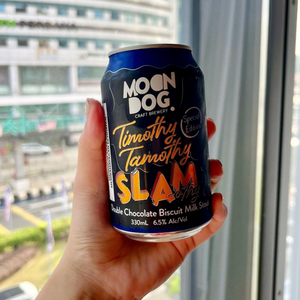 MOON
DOG
CRAFT BREWERY
Special
Edition
Timothy
Tamothy
SLAM
Double Chocolate Biscuit Milk Stout
330mL 6.5% Alc/Vol